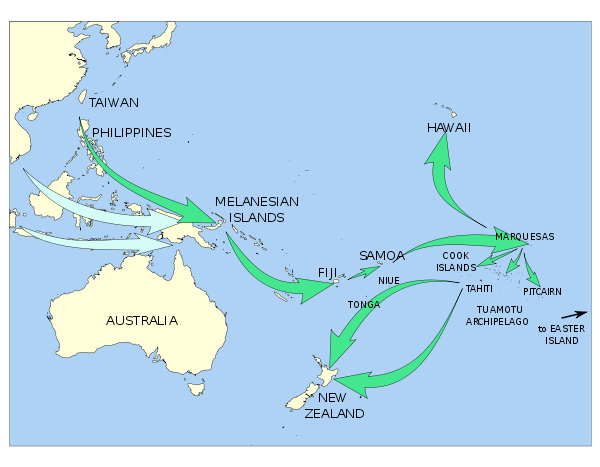 TAIWAN
PHILIPPINES
HAWAII
MELANESIAN
ISLANDS
MARQUESAS
SAMOA
COOK
ISLANDS
FIJI
NIUE
TAHITI
PITCAIRN
TONGA
TUAMOTU
ARCHIPELAGO
AUSTRALIA
to EASTER
ISLAND
NEW
ZEALAND